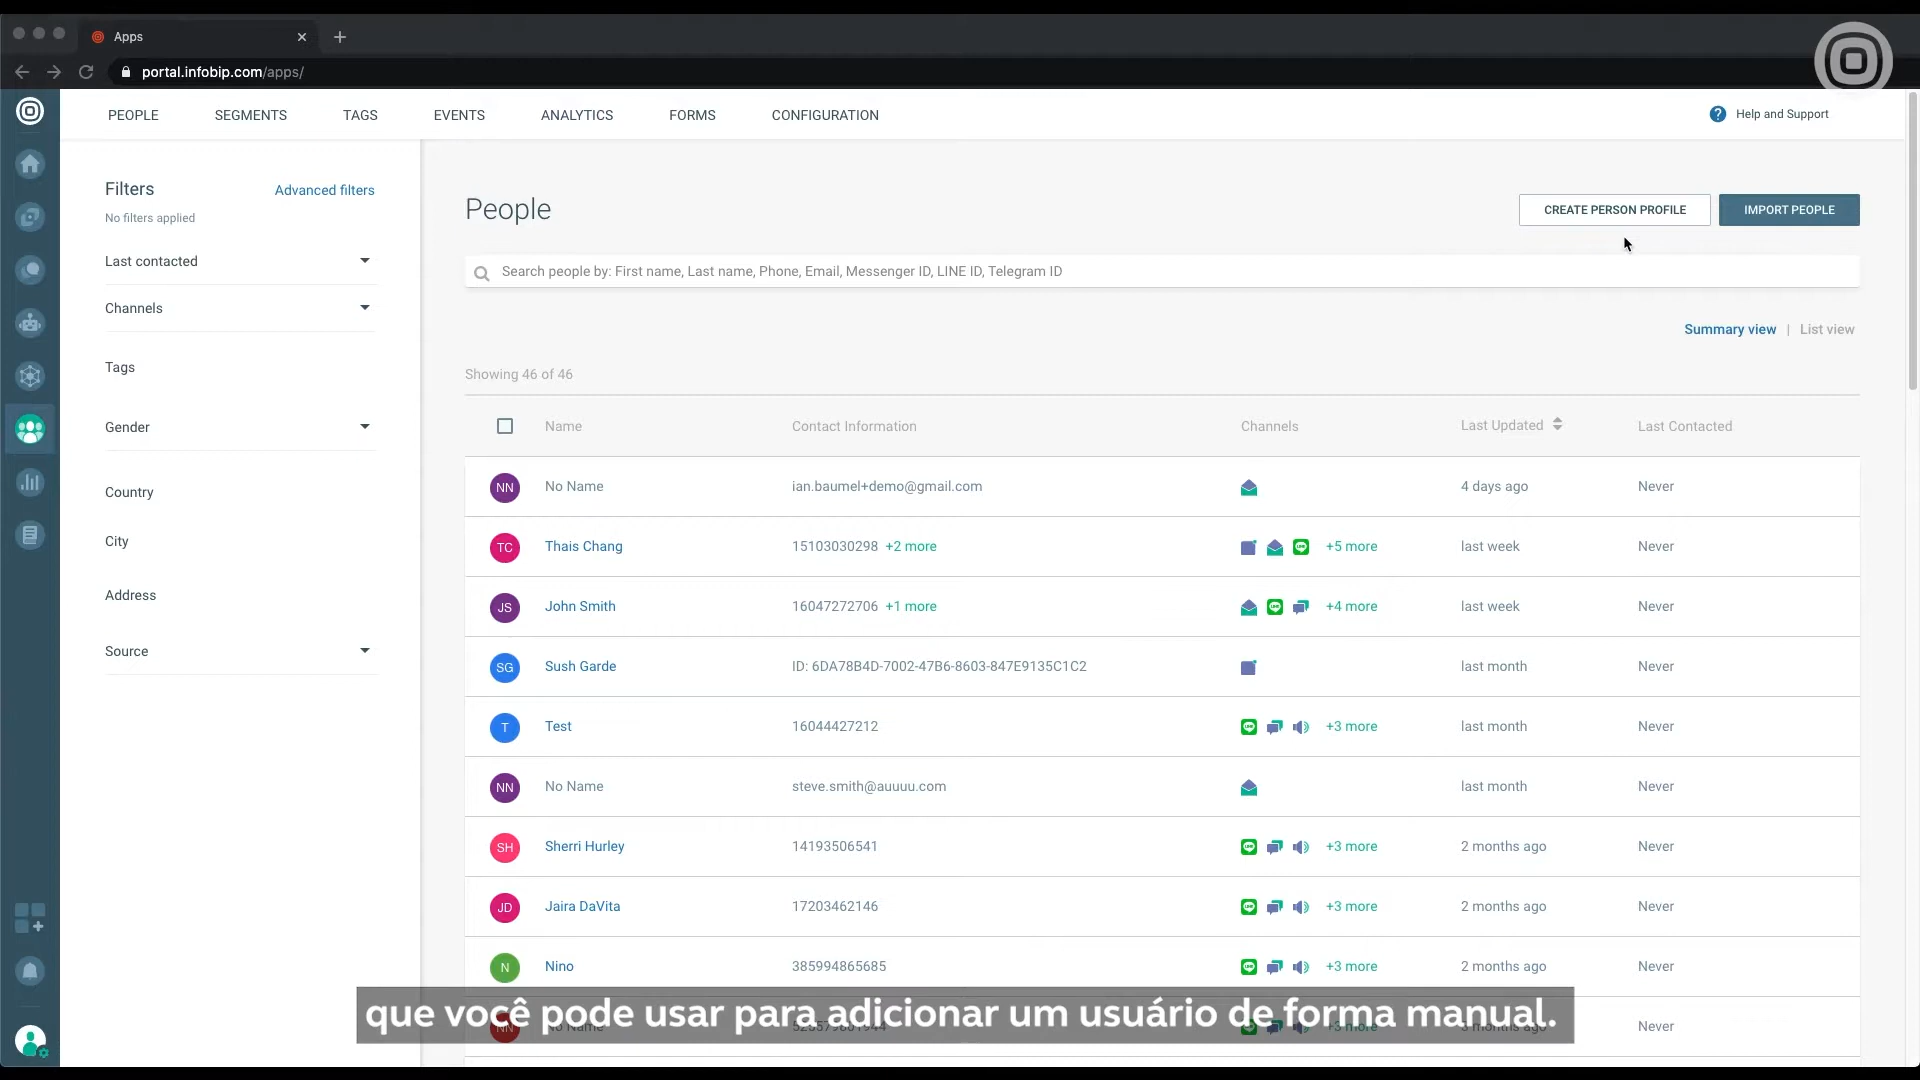 Apps
portal.infobip.com/apps/
PEOPLE SEGMENTS TAGS EVENTS ANALYTICS FORMS CONFIGURATION
Help and Support
Filters Advanced filters
No filters applied
Last contacted
Channels
Tags
Gender
Country
City
Address
Source
People
CREATE PERSON PROFILE IMPORT PEOPLE
Search people by: First name, Last name, Phone, Email, Messenger ID, LINE ID, Telegram ID
Summary view | List view
Showing 46 of 46
Name Contact Information Channels Last Updated Last Contacted
NN No Name ian.baumel+demo@gmail.com 4 days ago Never
TC Thais Chang 15103030298 +2 more +5 more last week Never
JS John Smith 16047272706 +1 more +4 more last week Never
SG Sush Garde ID: 6DA78B4D-7002-47B6-8603-847E9135C1C2 last month Never
T Test 16044427212 +3 more last month Never
NN No Name steve.smith@auuuu.com last month Never
SH Sherri Hurley 14193506541 +3 more 2 months ago Never
JD Jaira DaVita 17203462146 +3 more 2 months ago Never
N Nino 385994865685 +3 more 2 months ago Never
NN +3 more 3 months ago Never
que você pode usar para adicionar um usuário de forma manual.